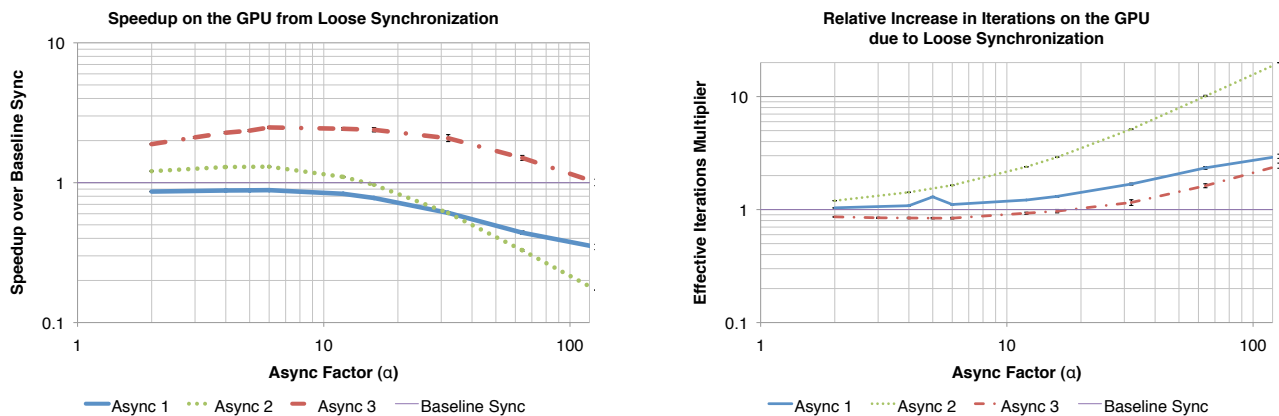 Speedup on the GPU from Loose Synchronization
10
1
0.1
Speedup over Baseline Sync
1
10
100
Async Factor (α)
Async 1
Async 2
Async 3
Baseline Sync
Relative Increase in Iterations on the GPU
due to Loose Synchronization
10
1
0.1
Effective Iterations Multiplier
1
10
100
Async Factor (α)
Async 1
Async 2
Async 3
Baseline Sync